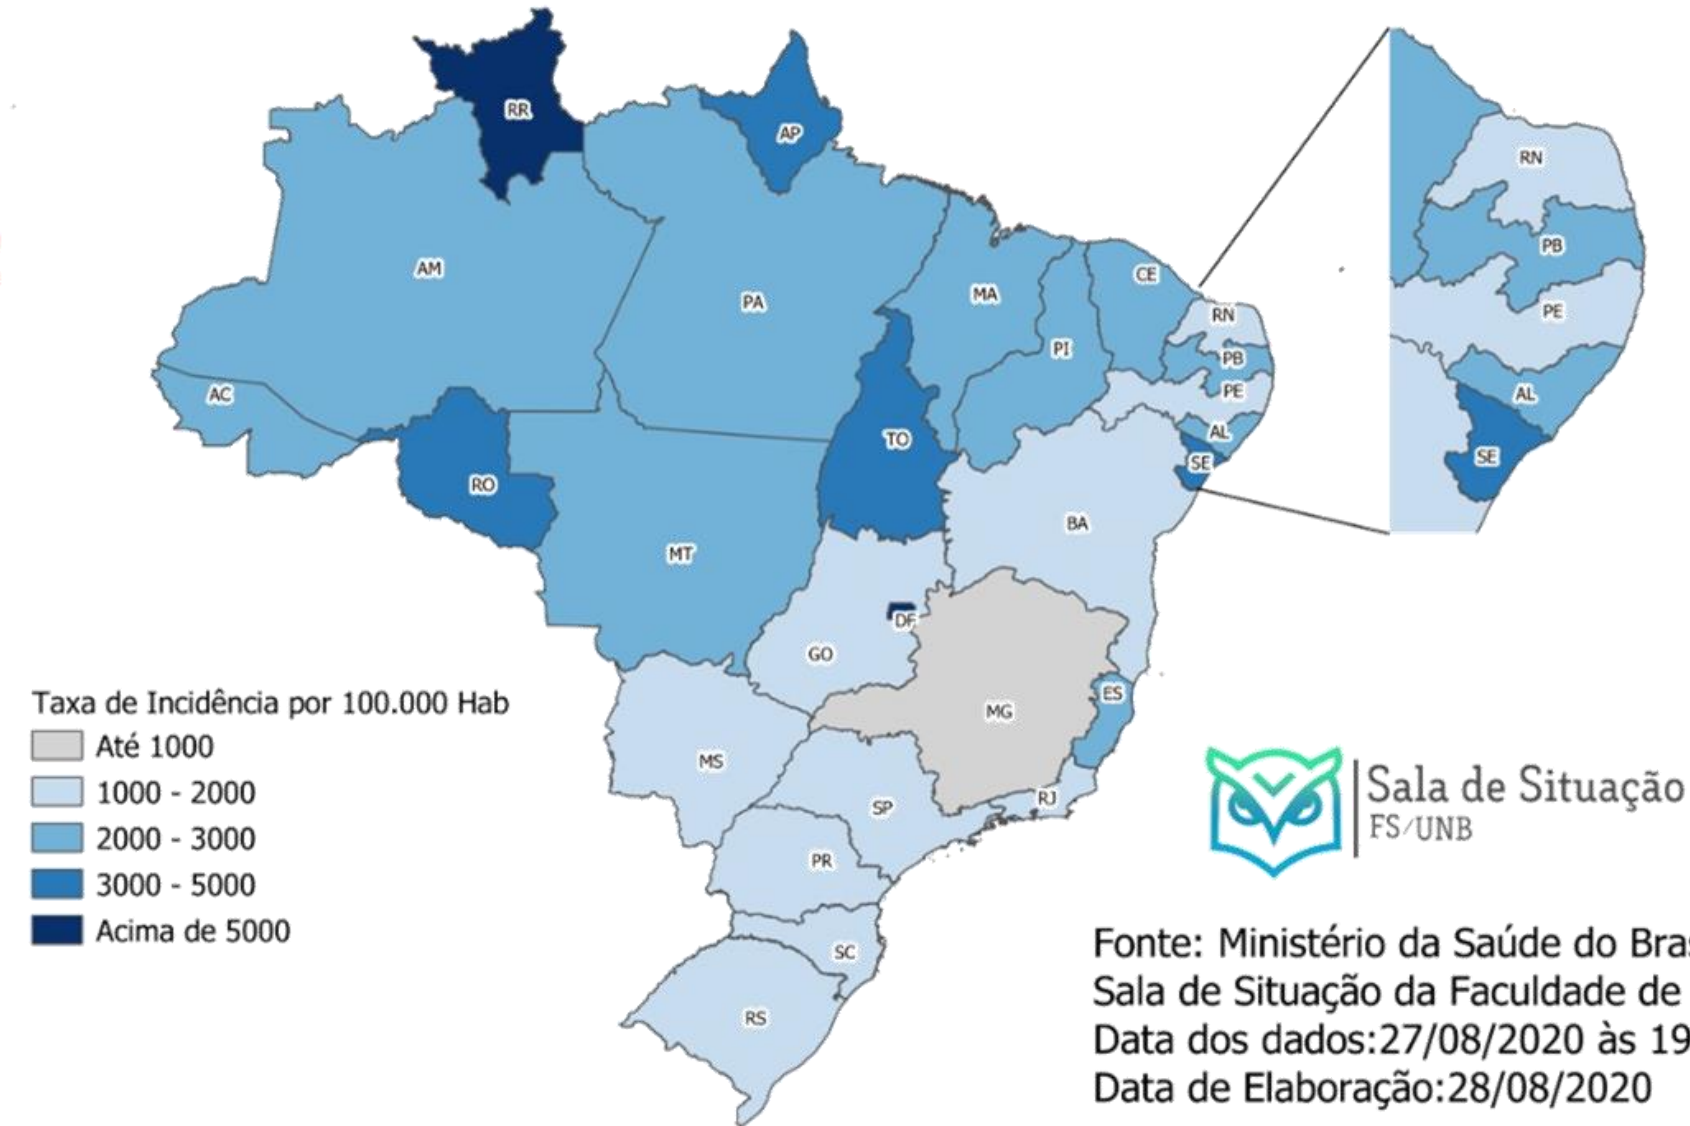 RR
AP
AM
PA
MA
CE
RN
PI
PB
PE
AC
AL
TO
SE
RO
BA
MT
DF
GO
ES
MG
MS
RJ
SP
PR
SC
RS
RN
PB
PE
AL
SE
Taxa de Incidência por 100.000 Hab
Até 1000
1000 - 2000
2000 - 3000
3000 - 5000
Acima de 5000
Sala de Situação
FS/UNB
Fonte: Ministério da Saúde do
Sala de Situação da Faculdade de
Data dos dados:27/08/2020 às 19
Data de Elaboração:28/08/2020